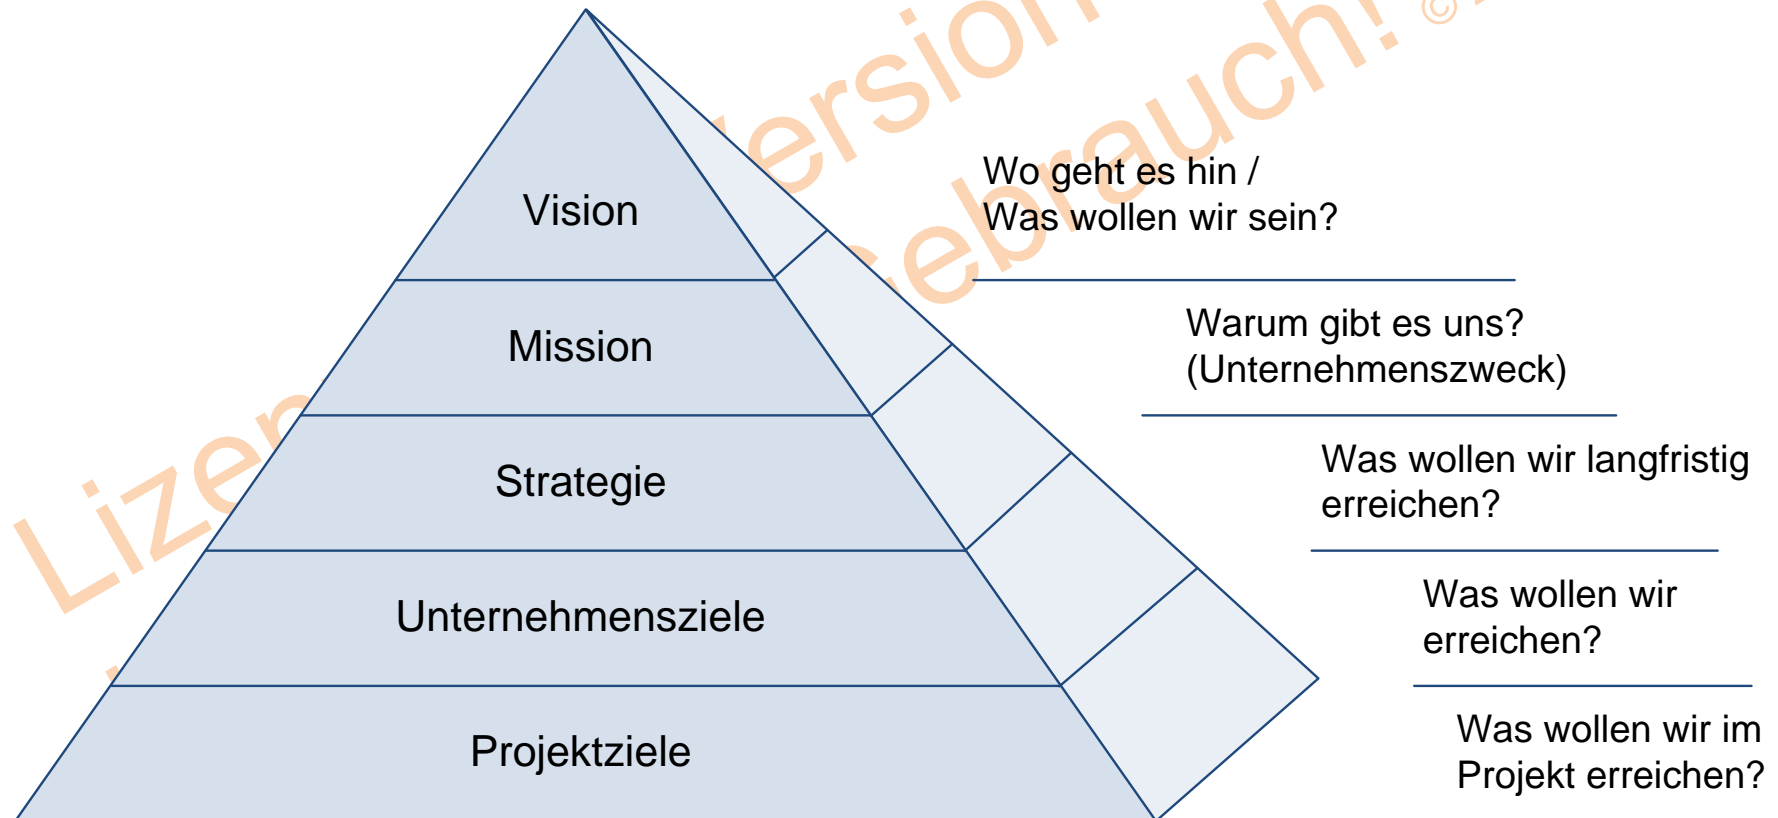 Vision
Wo geht es hin /
Was wollen wir sein?
Mission
Warum gibt es uns?
(Unternehmenszweck)
Strategie
Was wollen wir langfristig
erreichen?
Unternehmensziele
Was wollen wir
erreichen?
Projektziele
Was wollen wir im
Projekt erreichen?
©